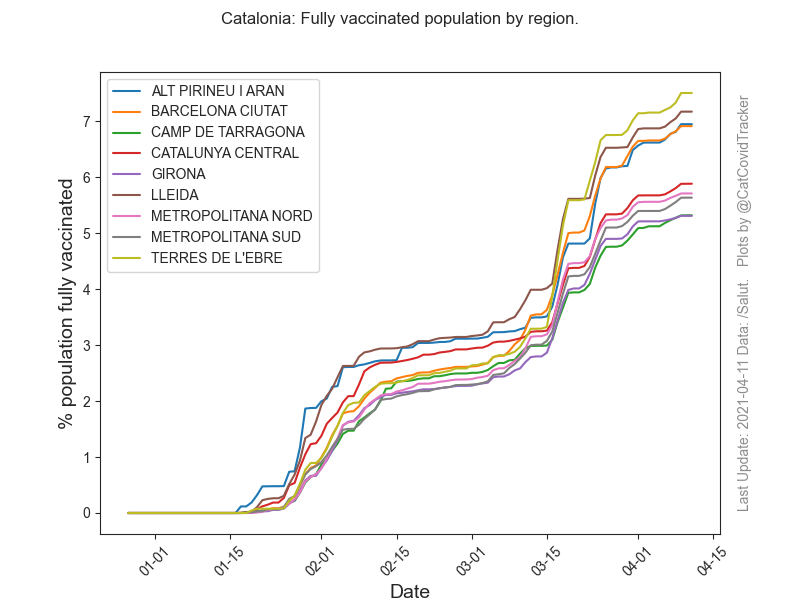 Catalonia: Fully vaccinated population by region.
ALT PIRINEU I ARAN
BARCELONA CIUTAT
CAMP DE TARRAGONA
CATALUNYA CENTRAL
GIRONA
LLEIDA
METROPOLITANA NORD
METROPOLITANA SUD
TERRES DE L'EBRE
% population fully vaccinated
7
6
5
4
3
2
1
0
01-01
01-15
02-01
02-15
03-01
03-15
04-01
04-15
Date
Last Update: 2021-04-11 Data: /Salut    Plots by @CatCovidTracker